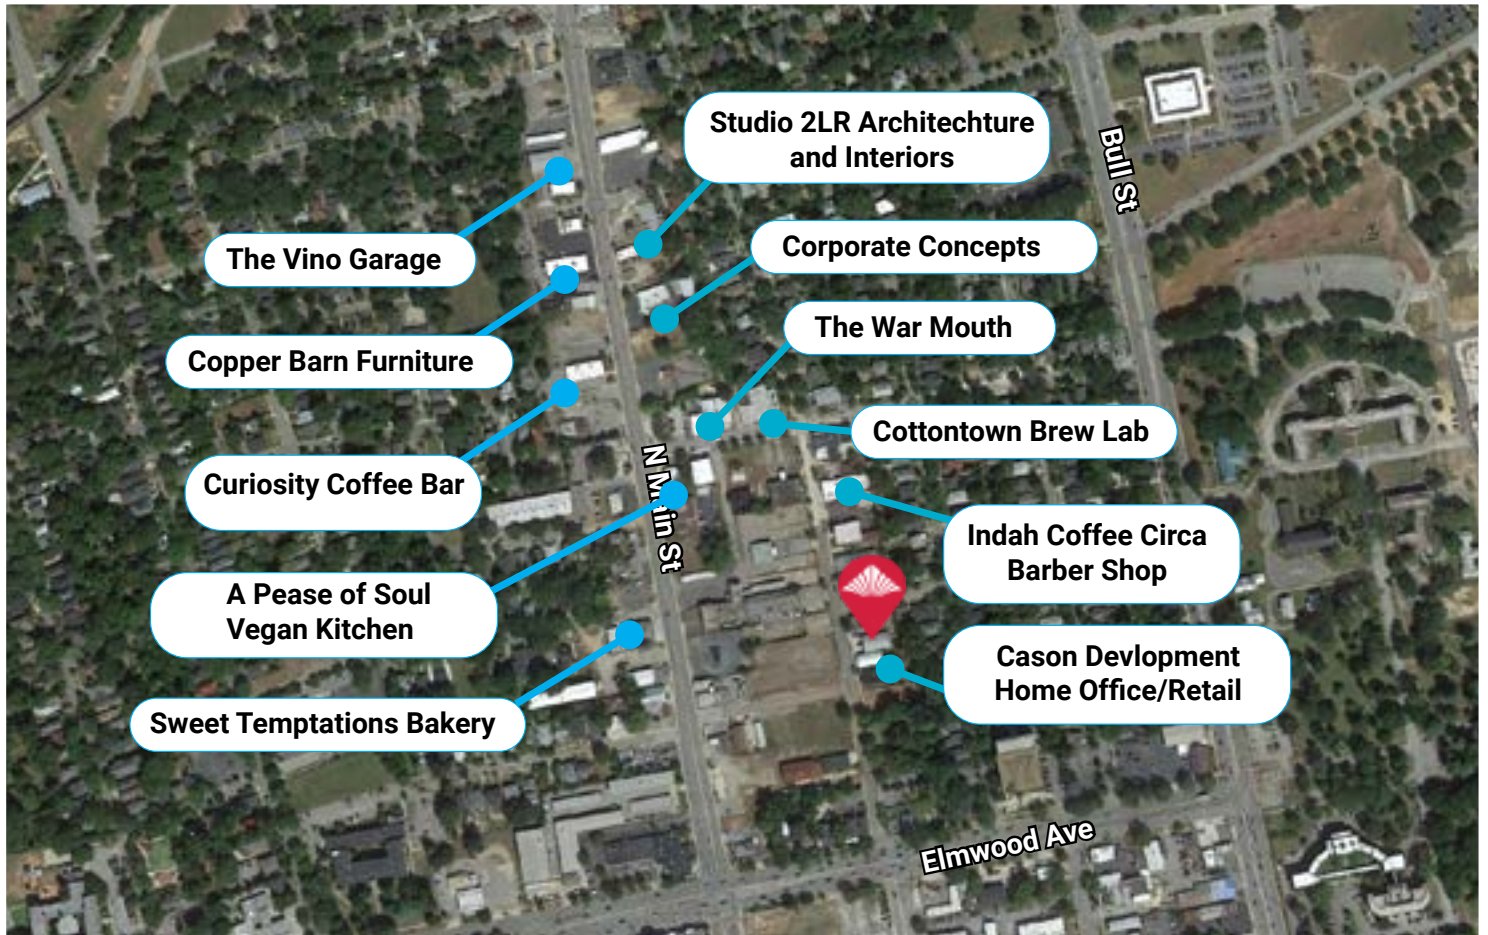 Studio 2LR Architechture
and Interiors
Bull St
The Vino Garage
Corporate Concepts
The War Mouth
Copper Barn Furniture
Cottontown Brew Lab
Curiosity Coffee Bar
N Main St
Indah Coffee Circa
Barber Shop
A Pease of Soul
Vegan Kitchen
Cason Devlopment
Home Office/Retail
Sweet Temptations Bakery
Elmwood Ave